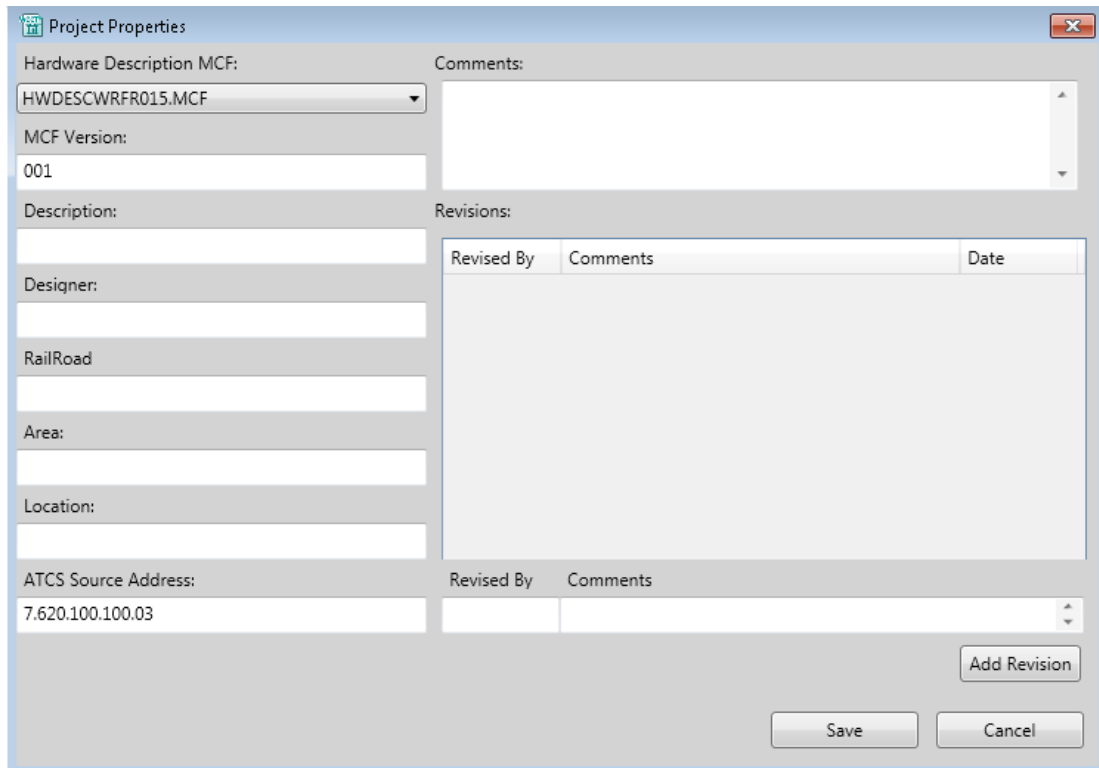 Project Properties
Hardware Description MCF:
HWDESCWRFR015.MCF
MCF Version:
001
Description:
Designer:
RailRoad
Area:
Location:
ATCS Source Address:
7.620.100.100.03
Comments:
Revisions:
Revised By Comments Date
Revised By Comments
Add Revision
Save Cancel